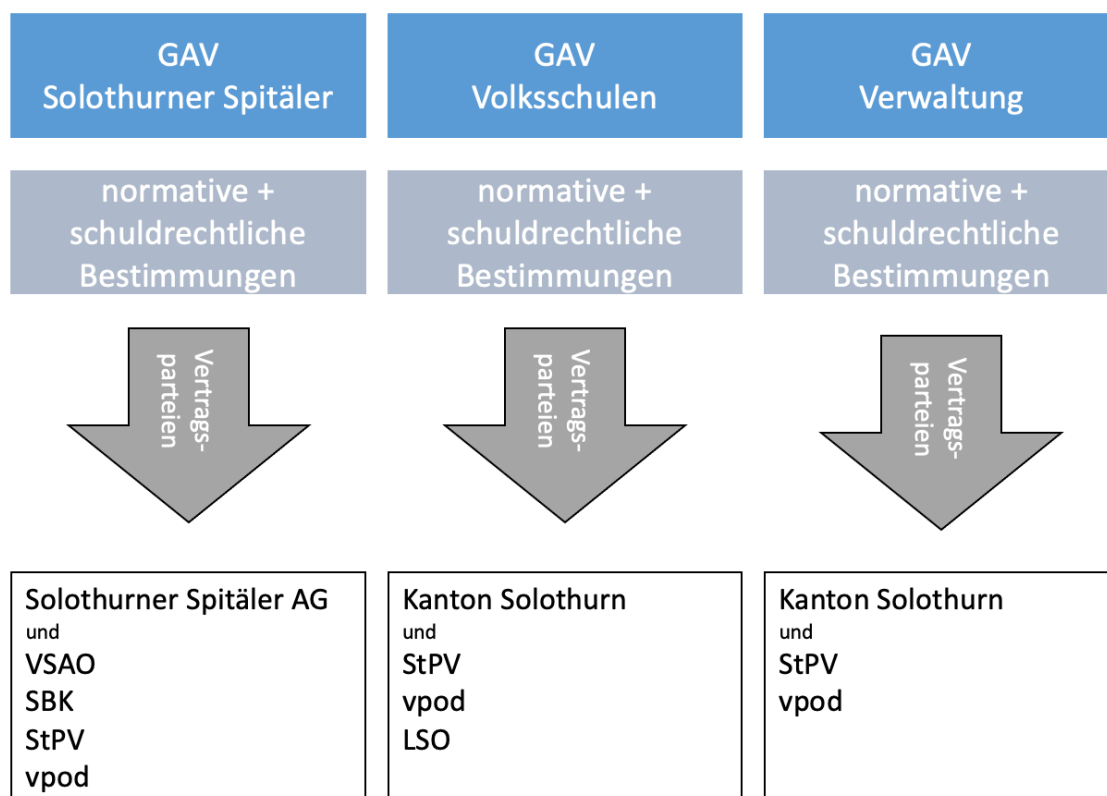 GAV
Solothurner Spitäler
GAV
Volksschulen
GAV
Verwaltung
normative +
schuldrechtliche
Bestimmungen
normative +
schuldrechtliche
Bestimmungen
normative +
schuldrechtliche
Bestimmungen
Vertrags-
parteien
Vertrags-
parteien
Vertrags-
parteien
Solothurner Spitäler AG
und
VSAO
SBK
StPV
vpod
Kanton Solothurn
und
StPV
vpod
LSO
Kanton Solothurn
und
StPV
vpod